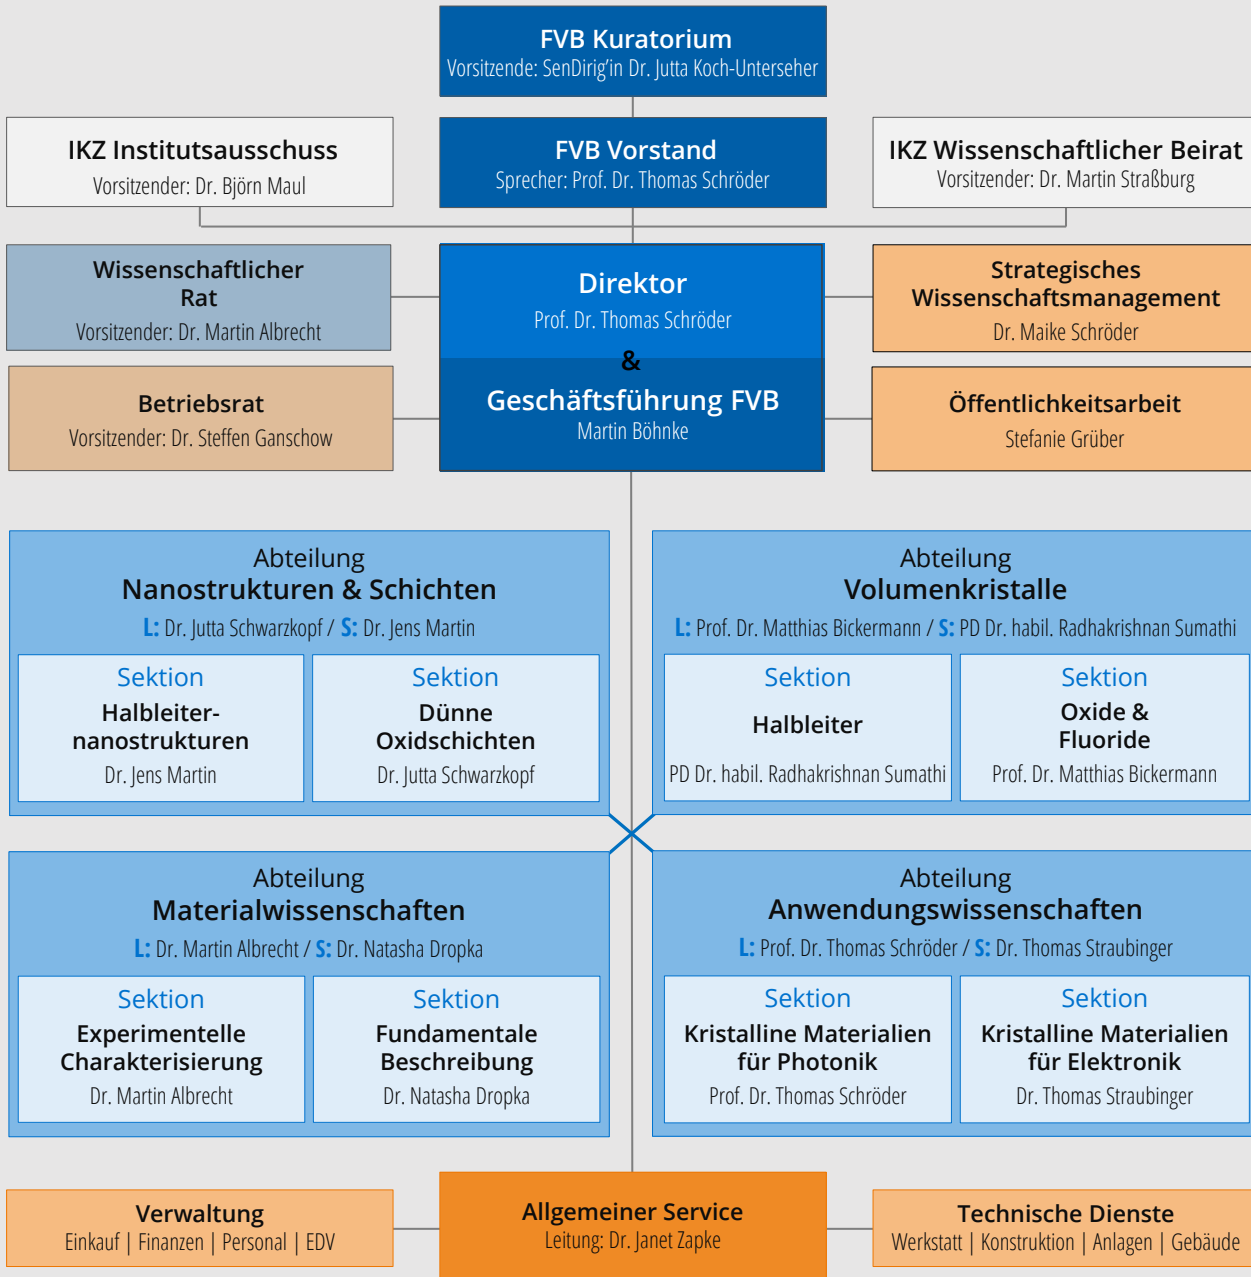 FVB Kuratorium
Vorsitzende: SenDirig'in Dr. Jutta Koch-Unterseher
IKZ Institutsausschuss
Vorsitzender: Dr. Björn Maul
FVB Vorstand
Sprecher: Prof. Dr. Thomas Schröder
IKZ Wissenschaftlicher Beirat
Vorsitzender: Dr. Martin Straßburg
Wissenschaftlicher
Rat
Vorsitzender: Dr. Martin Albrecht
Direktor
Prof. Dr. Thomas Schröder
&
Geschäftsführung FVB
Martin Böhnke
Strategisches
Wissenschaftsmanagement
Dr. Maike Schröder
Betriebsrat
Vorsitzender: Dr. Steffen Ganschow
Öffentlichkeitsarbeit
Stefanie Grüber
Abteilung
Nanostrukturen & Schichten
L: Dr. Jutta Schwarzkopf / S: Dr. Jens Martin
Sektion
Halbleiter-
nanostrukturen
Dr. Jens Martin
Sektion
Dünne
Oxidschichten
Dr. Jutta Schwarzkopf
Abteilung
Volumenkristalle
L: Prof. Dr. Matthias Bickermann / S: PD Dr. habil. Radhakrishnan Sumathi
Sektion
Halbleiter
PD Dr. habil. Radhakrishnan Sumathi
Sektion
Oxide &
Fluoride
Prof. Dr. Matthias Bickermann
Abteilung
Materialwissenschaften
L: Dr. Martin Albrecht / S: Dr. Natasha Dropka
Sektion
Experimentelle
Charakterisierung
Dr. Martin Albrecht
Sektion
Fundamentale
Beschreibung
Dr. Natasha Dropka
Abteilung
Anwendungswissenschaften
L: Prof. Dr. Thomas Schröder / S: Dr. Thomas Straubinger
Sektion
Kristalline Materialien
für Photonik
Prof. Dr. Thomas Schröder
Sektion
Kristalline Materialien
für Elektronik
Dr. Thomas Straubinger
Verwaltung
Einkauf | Finanzen | Personal | EDV
Allgemeiner Service
Leitung: Dr. Janet Zapke
Technische Dienste
Werkstatt | Konstruktion | Anlagen | Gebäude